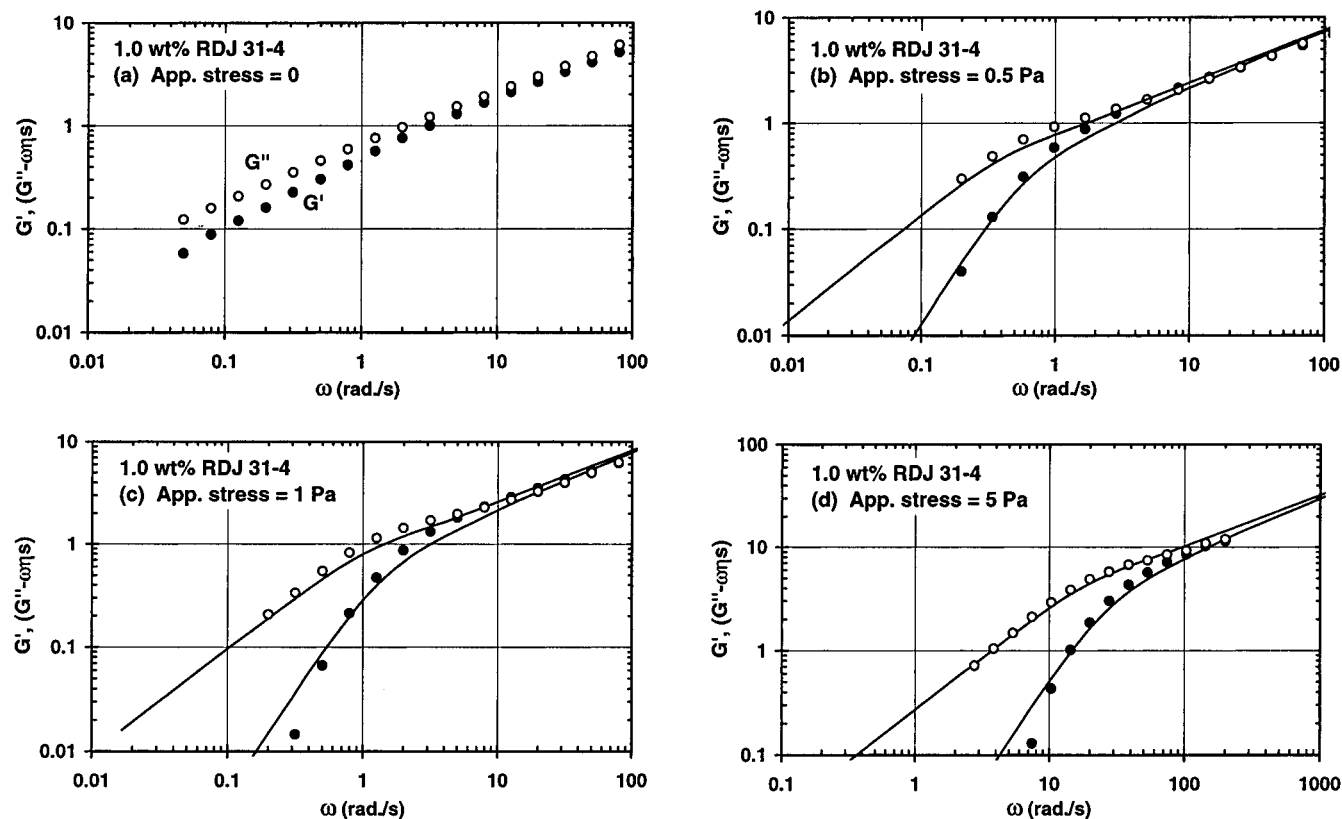 1.0 wt% RDJ 31-4
(a) App. stress = 0
G"
G'
G', (G"-ωηs)
10
1
0.1
0.01
0.01
0.1
1
10
100
ω (rad./s)
1.0 wt% RDJ 31-4
(b) App. stress = 0.5 Pa
G', (G"-ωηs)
10
1
0.1
0.01
0.01
0.1
1
10
100
ω (rad./s)
1.0 wt% RDJ 31-4
(c) App. stress = 1 Pa
G', (G"-ωηs)
10
1
0.1
0.01
0.01
0.1
1
10
100
ω (rad./s)
1.0 wt% RDJ 31-4
(d) App. stress = 5 Pa
G', (G"-ωηs)
100
10
1
0.1
0.1
1
10
100
1000
ω (rad./s)